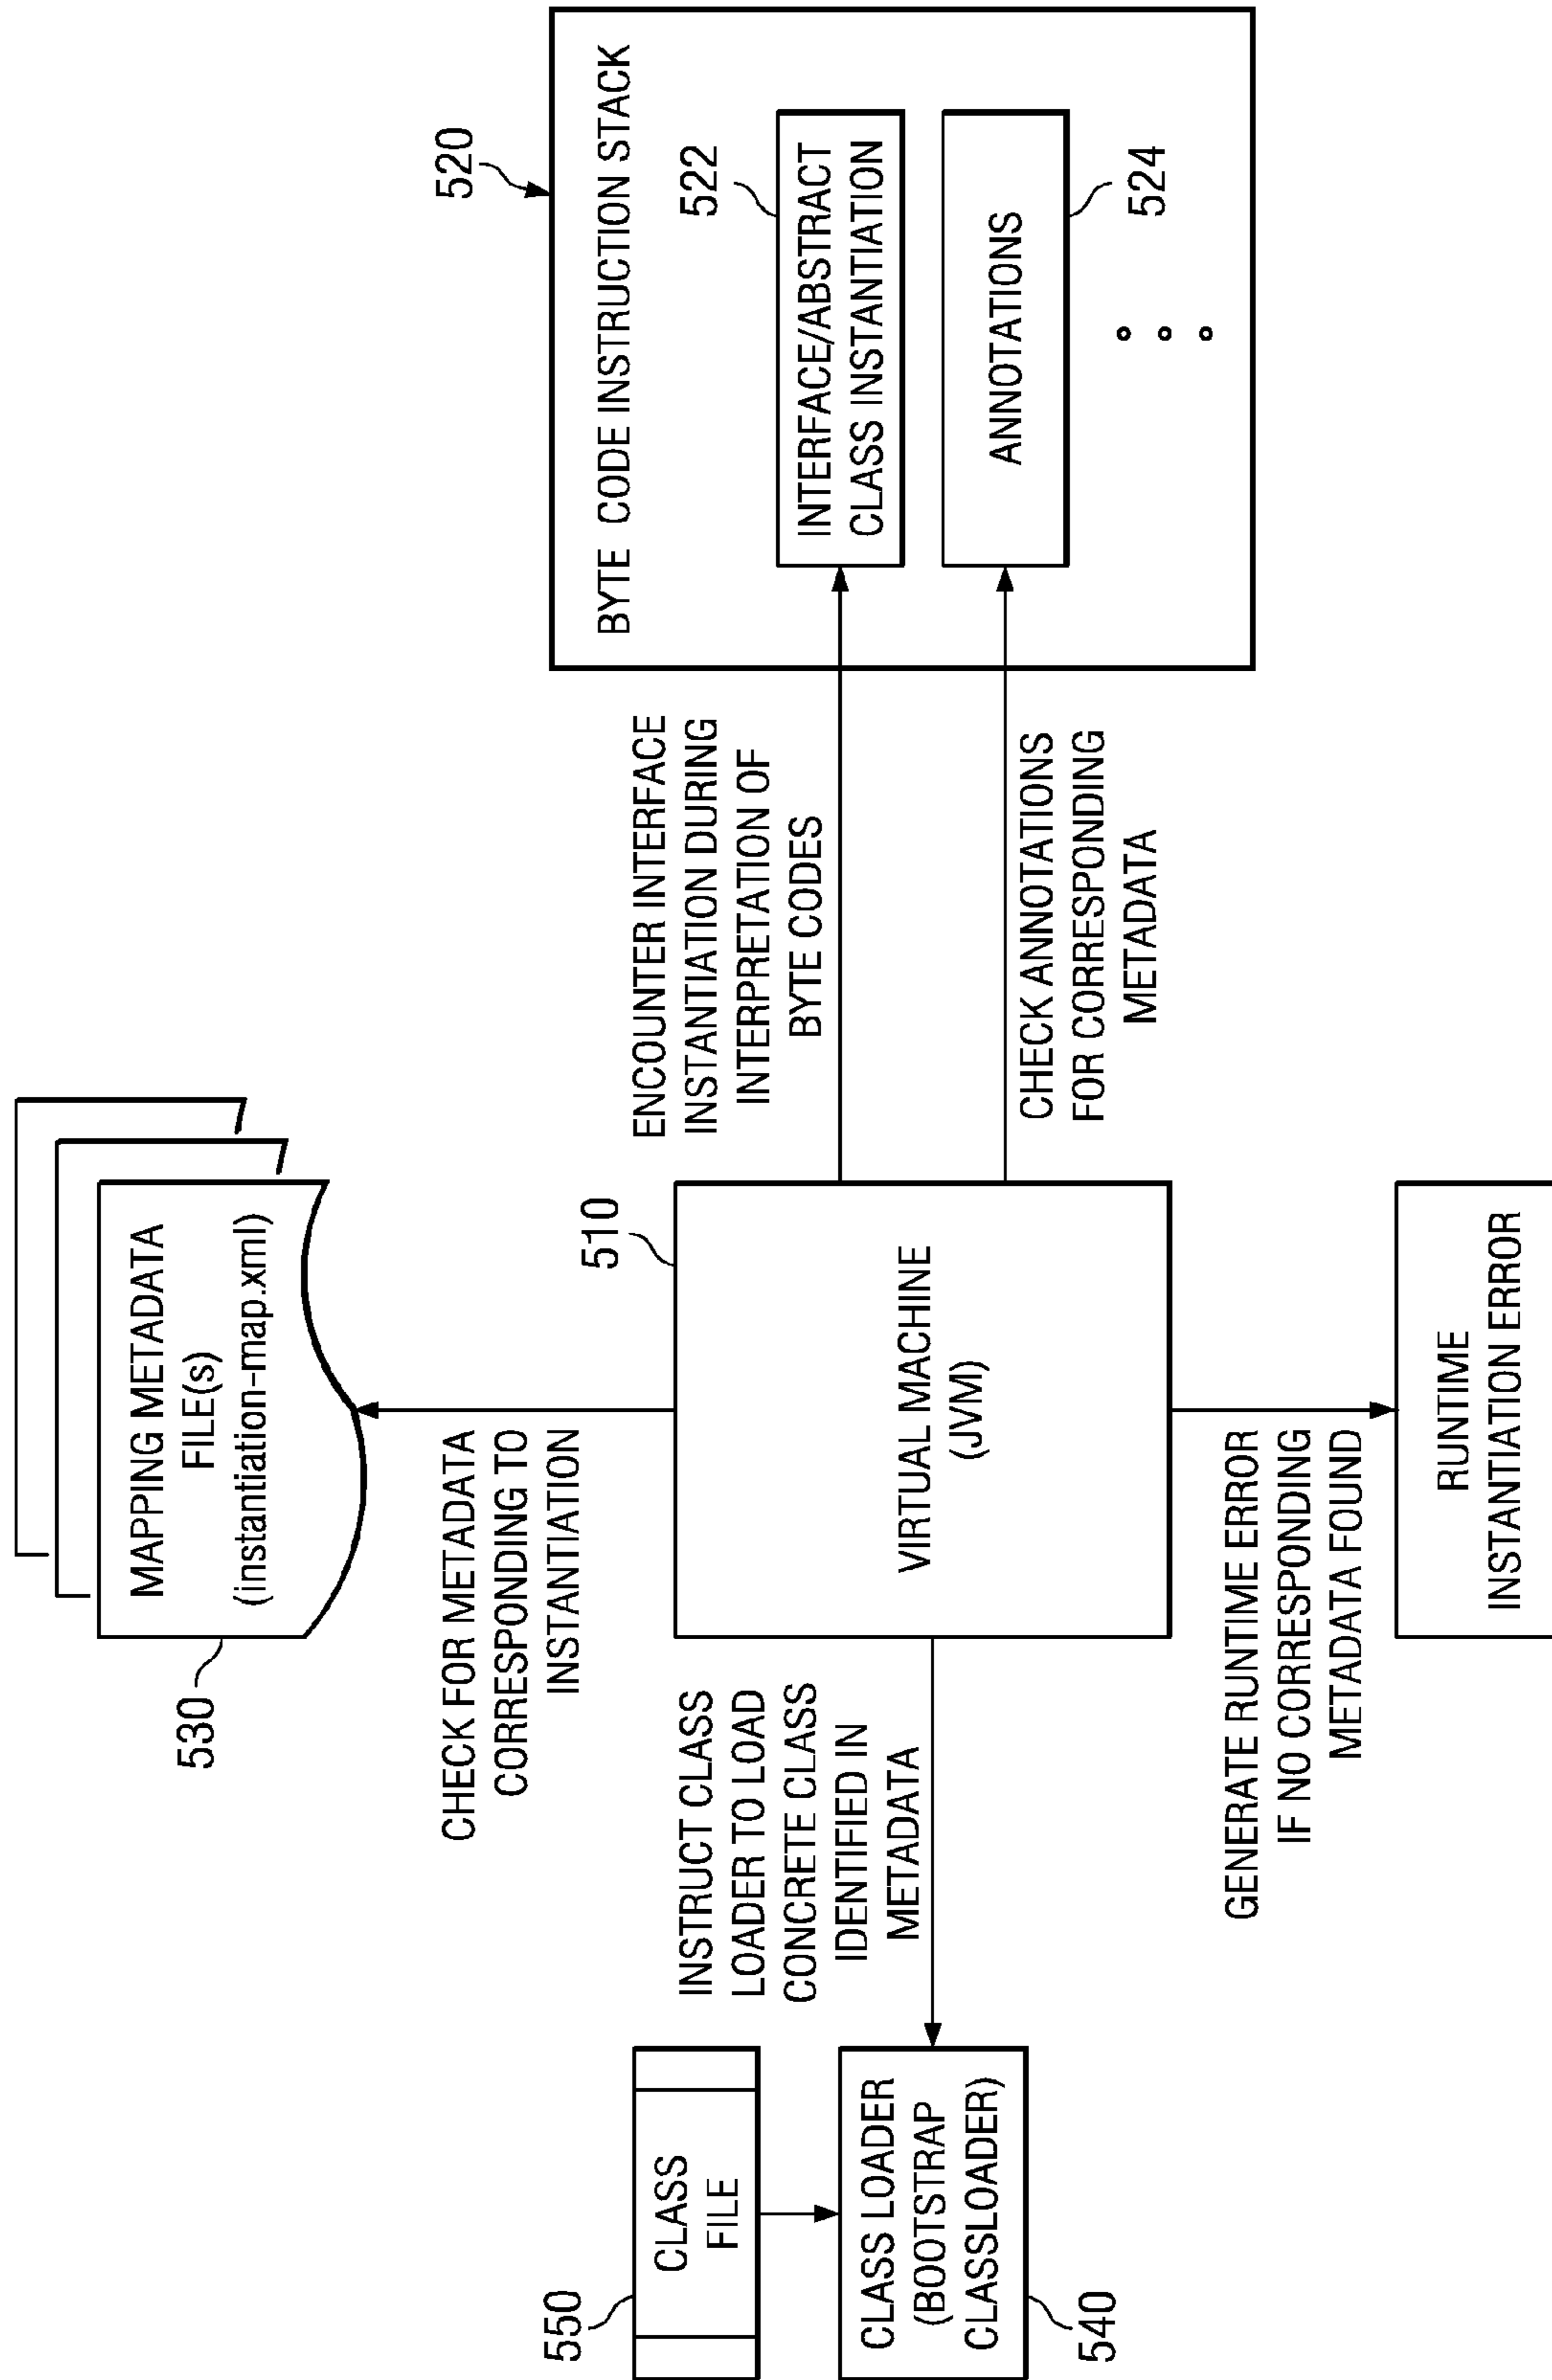 530
MAPPING METADATA
FILE(s)
(instantiation-map.xml)
CHECK FOR METADATA
CORRESPONDING TO
INSTANTIATION
550
CLASS
FILE
CLASS LOADER
(BOOTSTRAP
CLASSLOADER)
540
INSTRUCT CLASS
LOADER TO LOAD
CONCRETE CLASS
IDENTIFIED IN
METADATA
510
VIRTUAL MACHINE
(JVM)
ENCOUNTER INTERFACE
INSTANTIATION DURING
INTERPRETATION OF
BYTE CODES
CHECK ANNOTATIONS
FOR CORRESPONDING
METADATA
520
BYTE CODE INSTRUCTION STACK
522
INTERFACE/ABSTRACT
CLASS INSTANTIATION
ANNOTATIONS
524
GENERATE RUNTIME ERROR
IF NO CORRESPONDING
METADATA FOUND
RUNTIME
INSTANTIATION ERROR